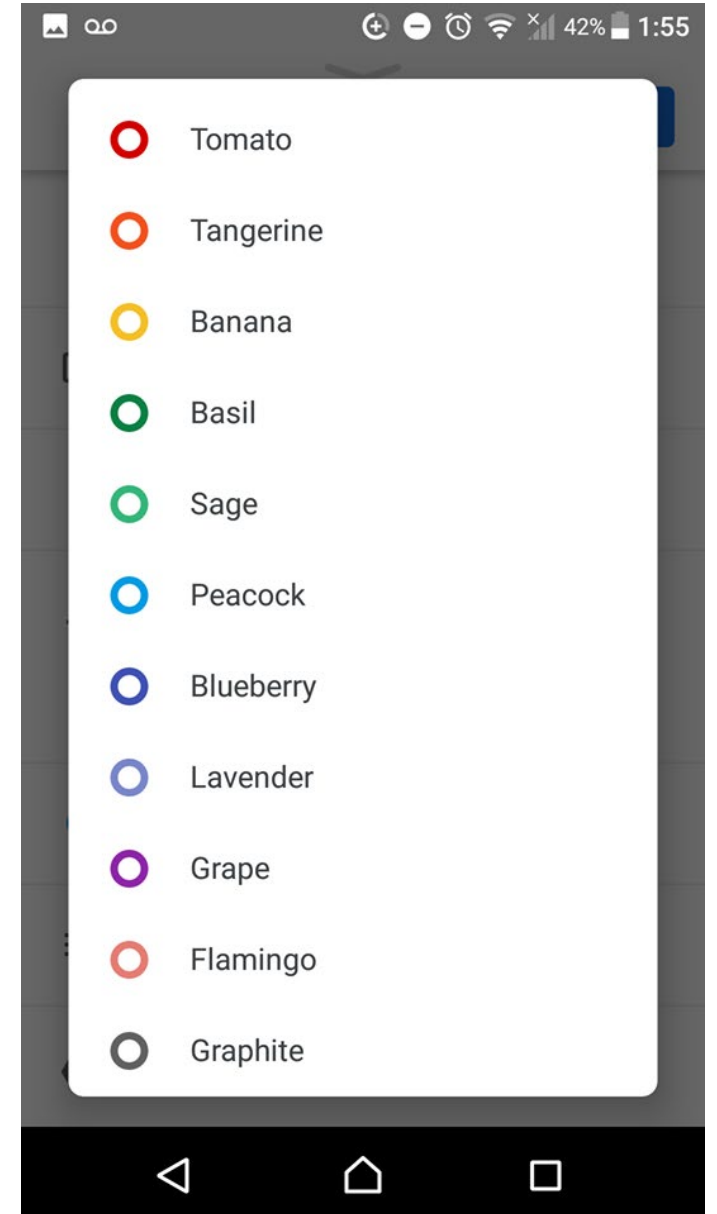 42% 1:55
Tomato
Tangerine
Banana
Basil
Sage
Peacock
Blueberry
Lavender
Grape
Flamingo
Graphite